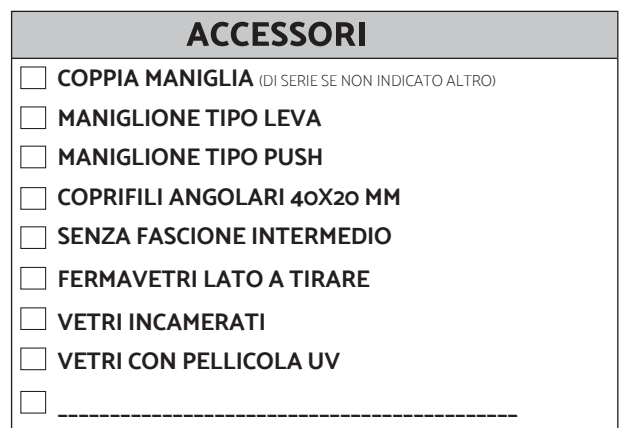 ACCESSORI
COPPIA MANIGLIA (DI SERIE SE NON INDICATO ALTRO)
MANIGLIONE TIPO LEVA
MANIGLIONE TIPO PUSH
COPRIFILI ANGOLARI 40X20 MM
SENZA FASCIONE INTERMEDIO
FERMAVETRI LATO A TIRARE
VETRI INCAMERATI
VETRI CON PELLICOLA UV
____________________________________________